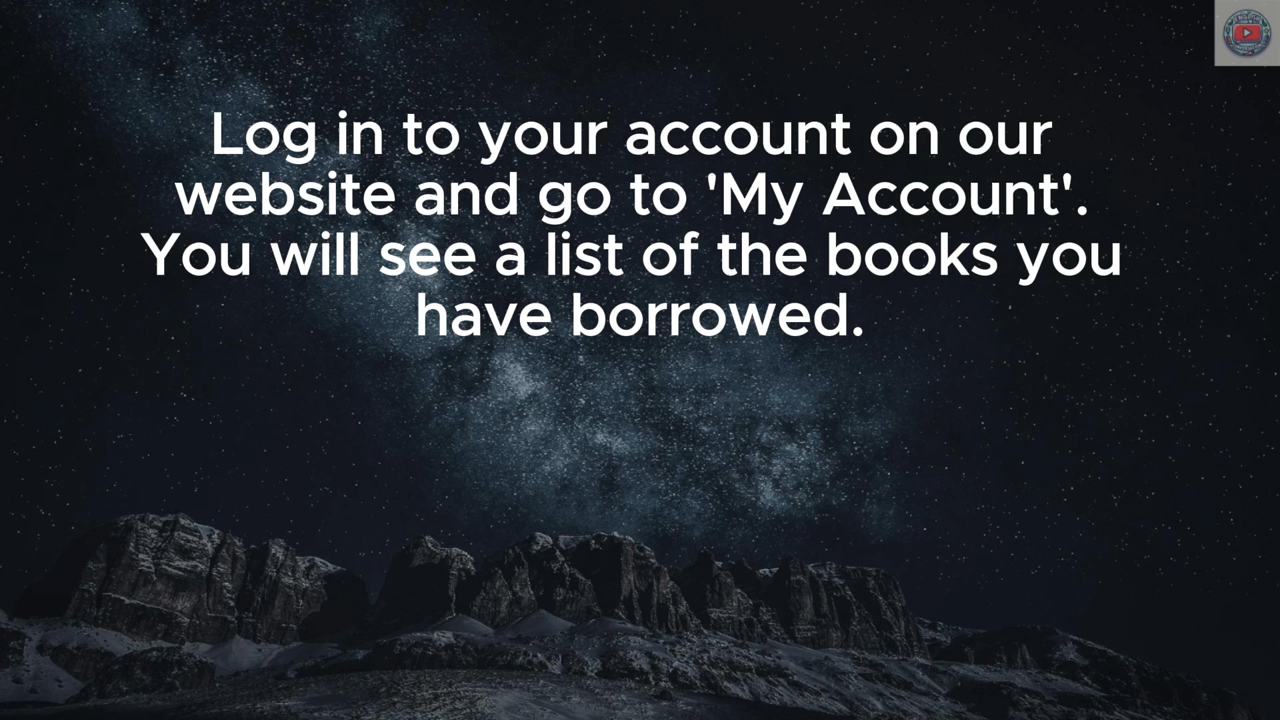 Log in to your account on our
website and go to 'My Account'.
You will see a list of the books you
have borrowed.